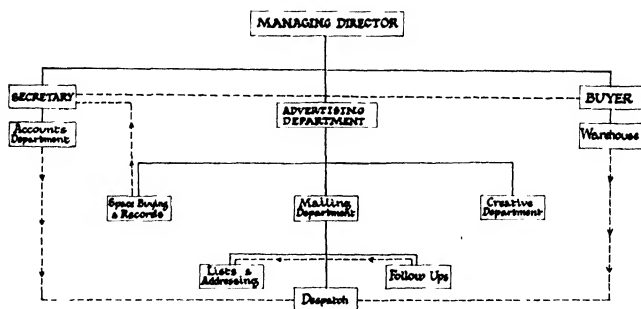 MANAGING DIRECTOR
SECRETARY
BUYER
ADVERTISING
DEPARTMENT
Accounts
Department
Warehouse
Space Buying
& Records
Mailing
Department
Creative
Department
Lists &
Addressing
Follow Ups
Despatch